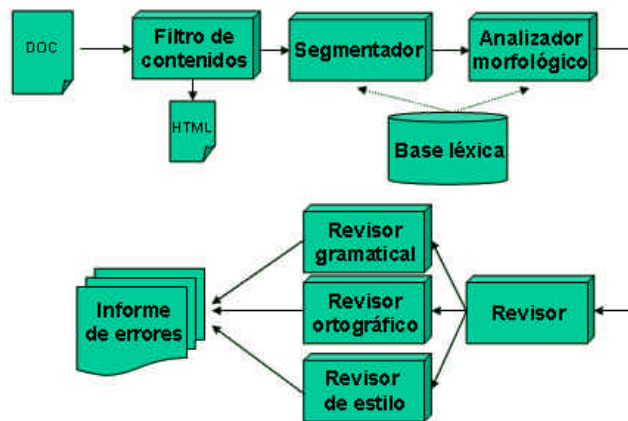 DOC
Filtro de
contenidos
Segmentador
Analizador
morfológico
HTML
Base léxica
Revisor
gramatical
Informe
de errores
Revisor
ortográfico
Revisor
Revisor
de estilo